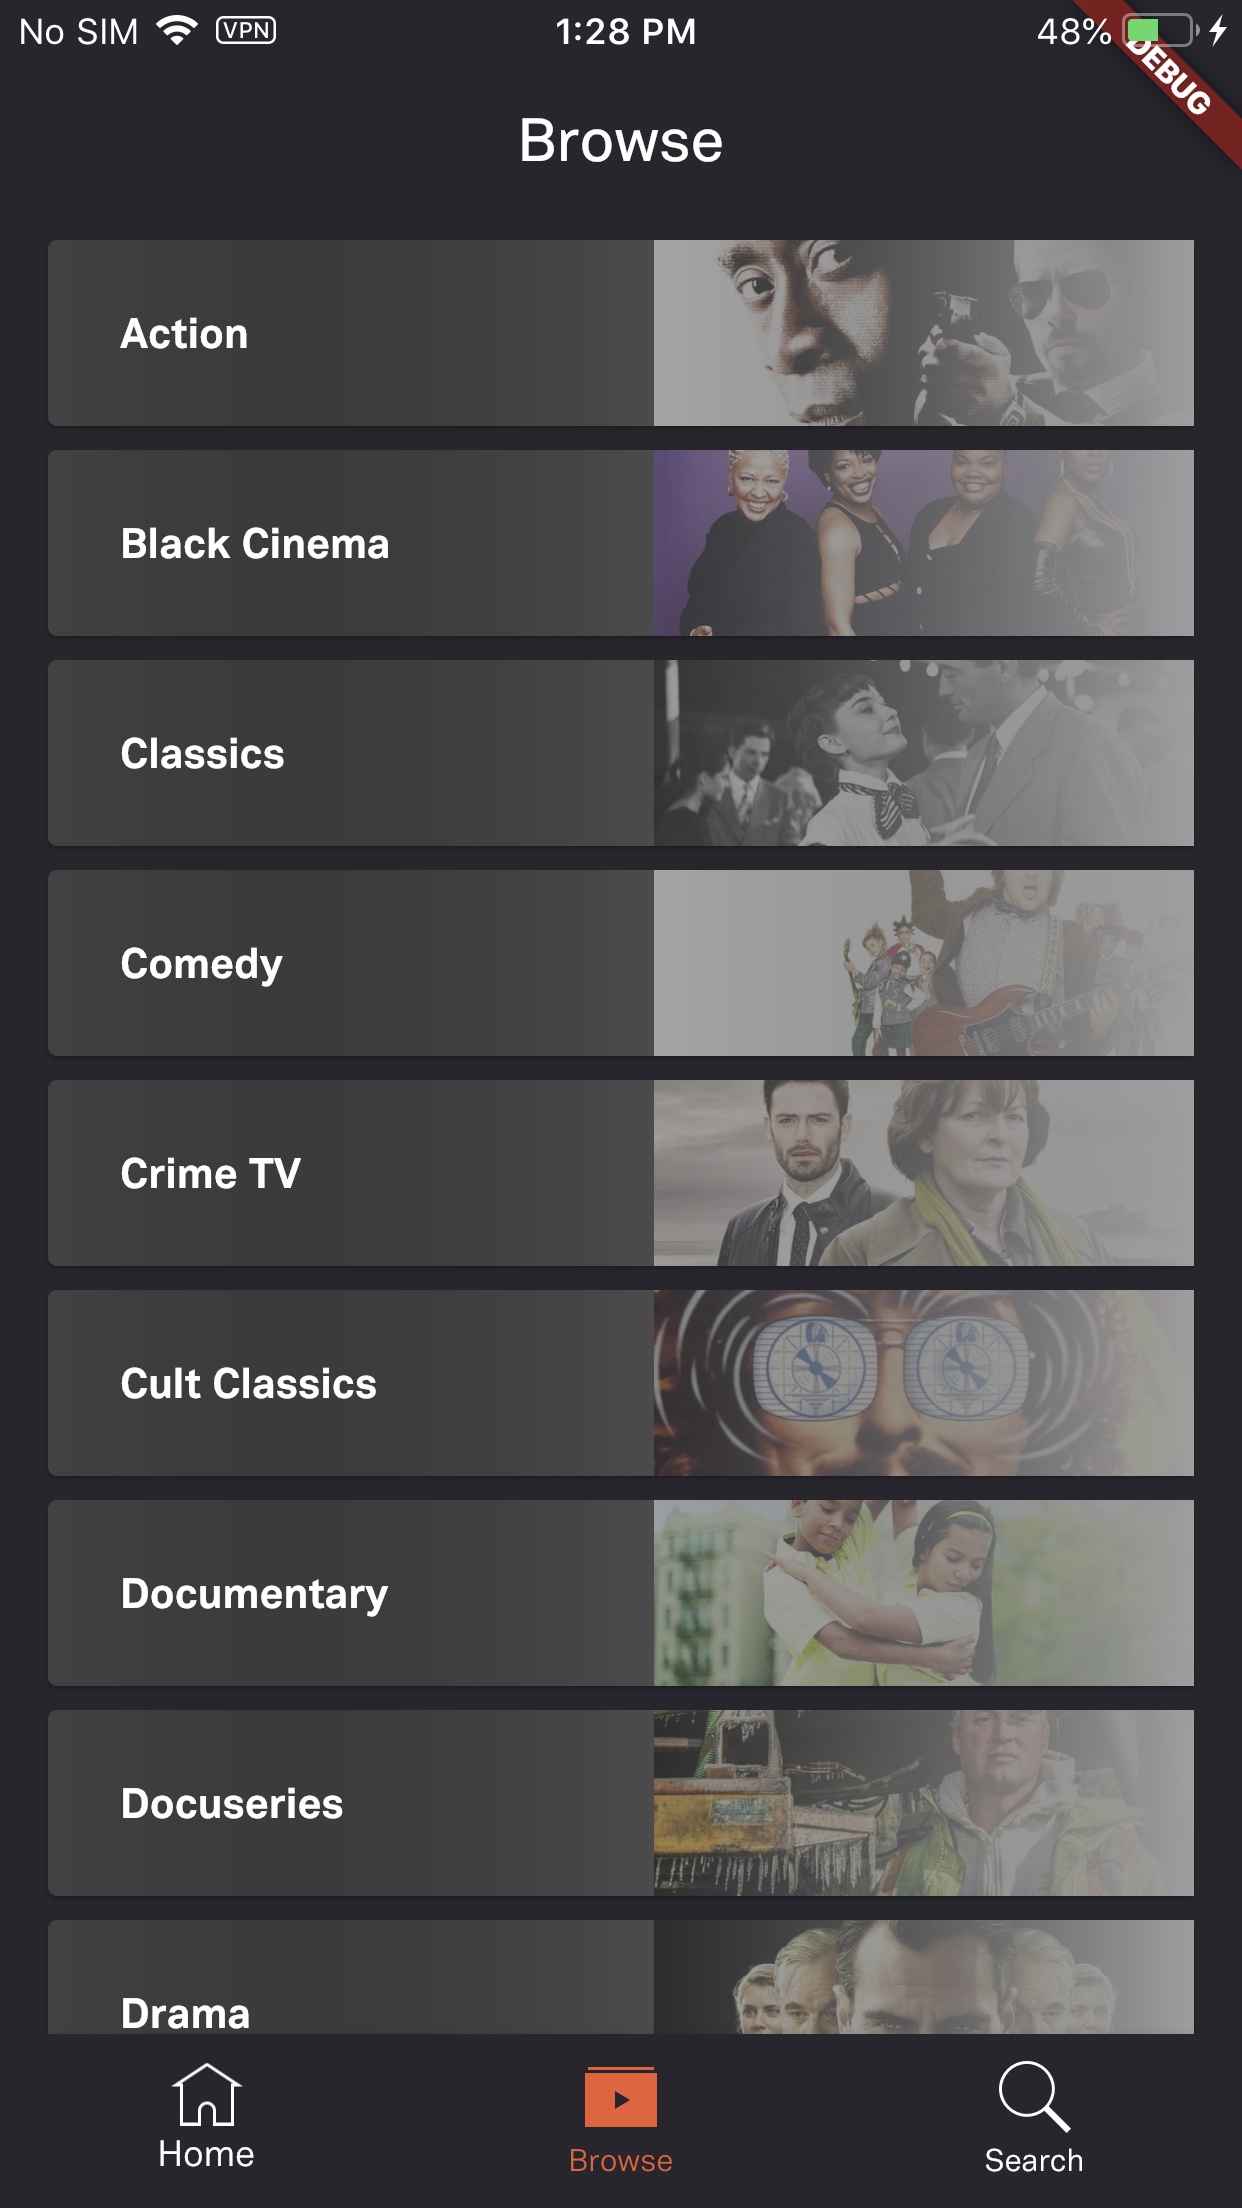 No SIM VPN 1:28 PM 48%
DEBUG
Browse
Action
Black Cinema
Classics
Comedy
Crime TV
Cult Classics
Documentary
Docuseries
Drama
Home Browse Search